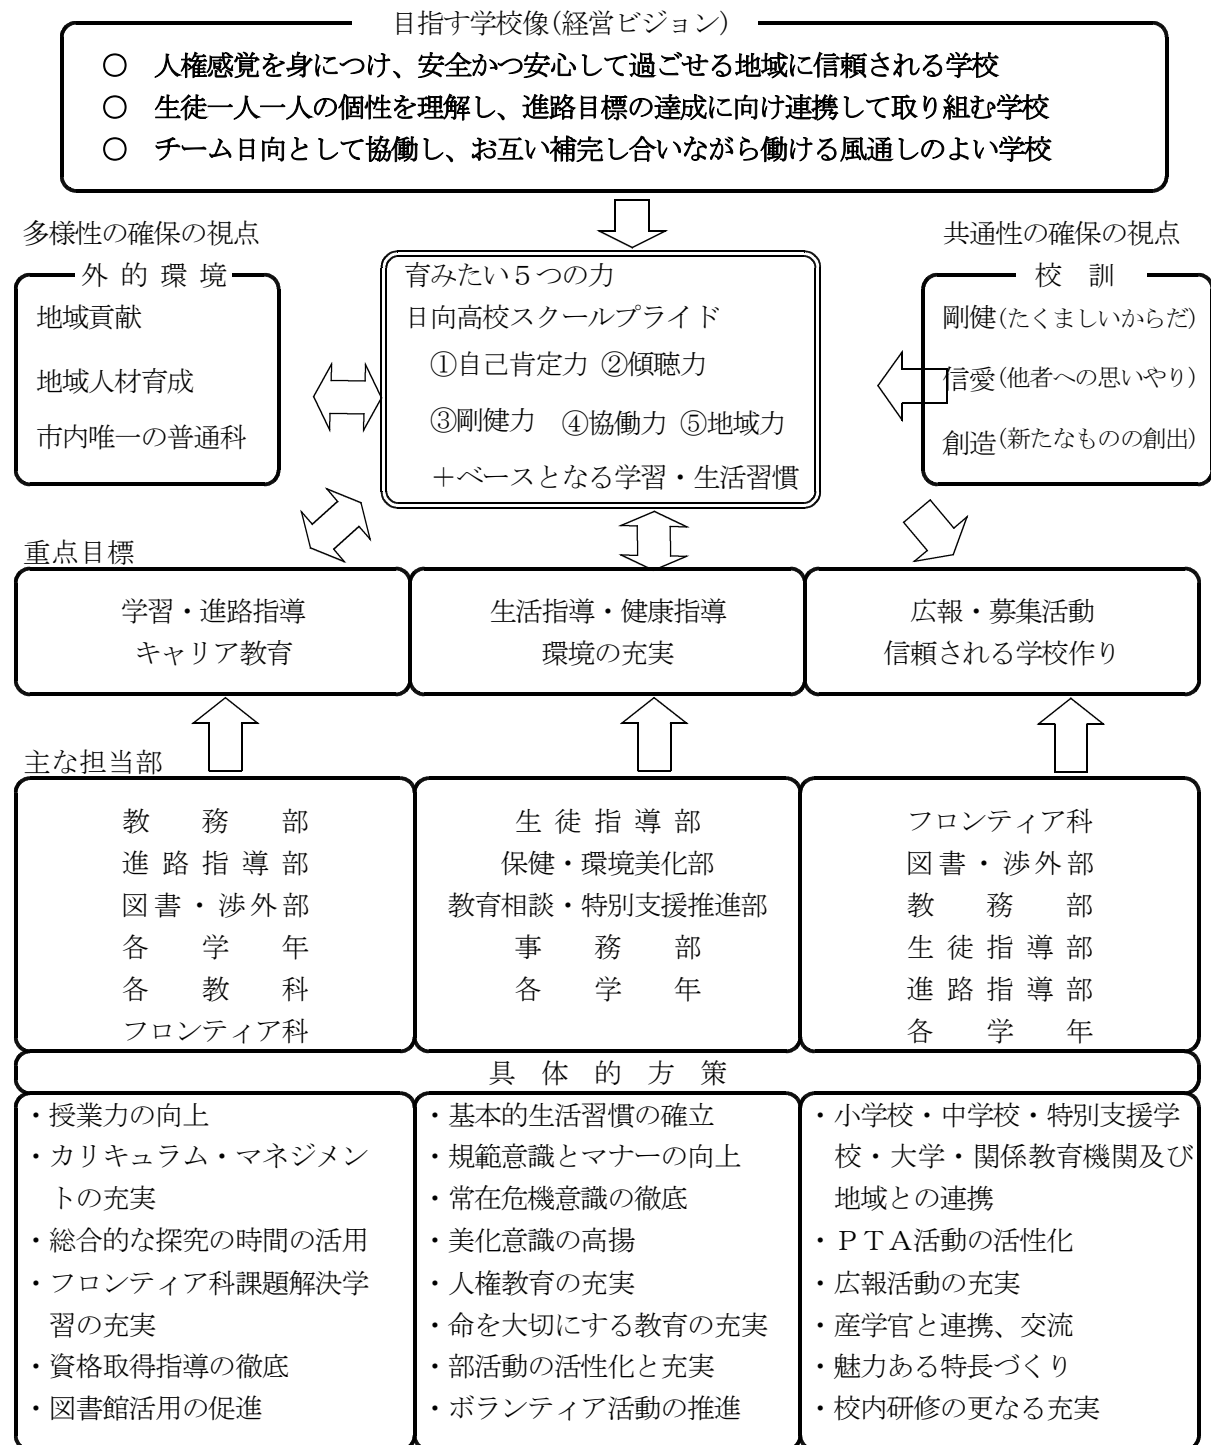 目指す学校像(経営ビジョン)
○ 人権感覚を身につけ、安全かつ安心して過ごせる地域に信頼される学校
○ 生徒一人一人の個性を理解し、進路目標の達成に向け連携して取り組む学校
○ チーム日向として協働し、お互い補完し合いながら働ける風通しのよい学校
多様性の確保の視点
外的環境
地域貢献
地域人材育成
市内唯一の普通科
育みたい５つの力
日向高校スクールプライド
①自己肯定力 ②傾聴力
③剛健力 ④協働力 ⑤地域力
＋ベースとなる学習・生活習慣
共通性の確保の視点
校訓
剛健(たくましいからだ)
信愛(他者への思いやり)
創造(新たなものの創出)
重点目標
学習・進路指導
キャリア教育
生活指導・健康指導
環境の充実
広報・募集活動
信頼される学校作り
主な担当部
教務部
進路指導部
図書・渉外部
各学年
各教科
フロンティア科
生徒指導部
保健・環境美化部
教育相談・特別支援推進部
事務部
各学年
フロンティア科
図書・渉外部
教務部
生徒指導部
進路指導部
各学年
具体的方策
・授業力の向上
・カリキュラム・マネジメン
トの充実
・総合的な探究の時間の活用
・フロンティア科課題解決学
習の充実
・資格取得指導の徹底
・図書館活用の促進
・基本的生活習慣の確立
・規範意識とマナーの向上
・常在危機意識の徹底
・美化意識の高揚
・人権教育の充実
・命を大切にする教育の充実
・部活動の活性化と充実
・ボランティア活動の推進
・小学校・中学校・特別支援学
校・大学・関係教育機関及び
地域との連携
・ＰＴＡ活動の活性化
・広報活動の充実
・産学官と連携、交流
・魅力ある特長づくり
・校内研修の更なる充実